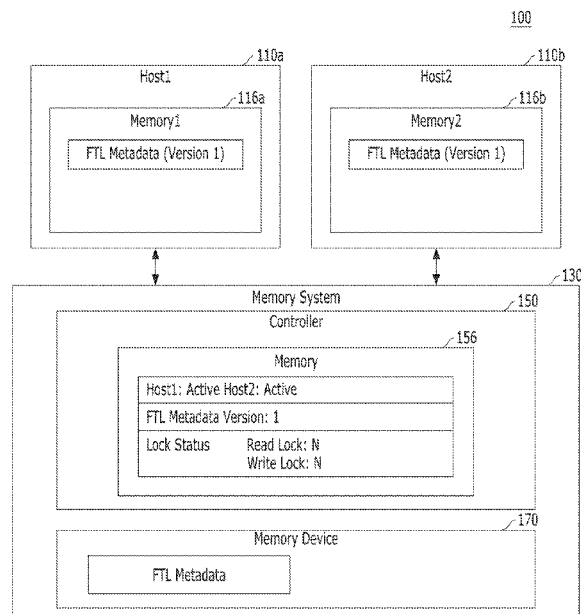 100
110a
110b
Host1
Host2
116a
116b
Memory1
Memory2
FTL Metadata (Version 1)
FTL Metadata (Version 1)
130
Memory System
150
Controller
156
Memory
Host1: Active Host2: Active
FTL Metadata Version: 1
Lock Status Read Lock: N
Write Lock: N
170
Memory Device
FTL Metadata